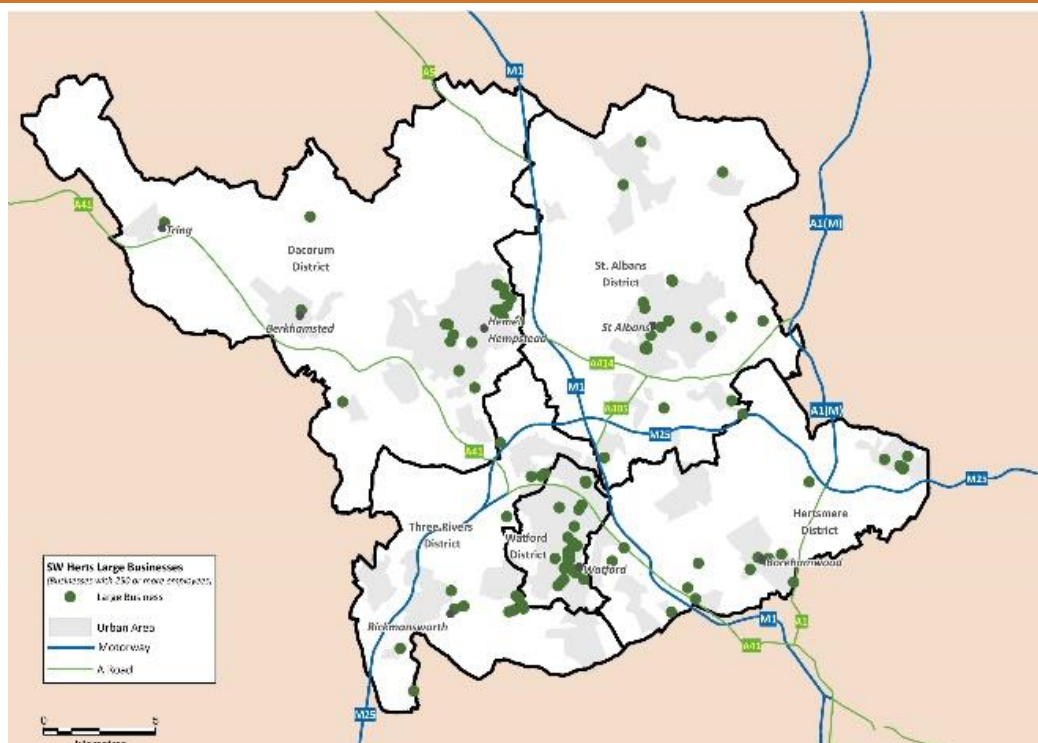 A5
M1
A41
A1(M)
Tring
Dacorum
District
St. Albans
District
Berkhamsted
Hemel
Hempstead
St Albans
A414
M1
A405
A1(M)
M25
A41
M25
Three Rivers
District
Watford
District
Hertsmere
District
Watford
Borehamwood
Rickmansworth
SW Herts Large Businesses
(Businesses with 250 or more employees)
Large Business
Urban Area
Motorway
A Road
M1
A1
A41
M25
0 5